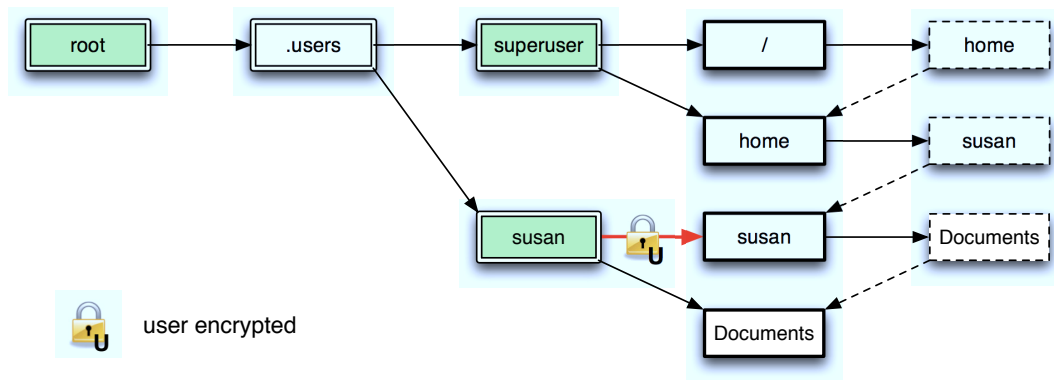 root
.users
superuser
/
home
home
susan
susan
U
susan
Documents
Documents
U
user encrypted